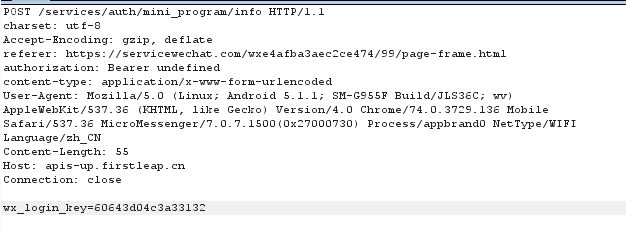 POST /services/auth/mini_program/info HTTP/1.1
charset: utf-8
Accept-Encoding: gzip, deflate
referer: https://servicewechat.com/wxe4afba3aec2ce474/99/page-frame.html
authorization: Bearer undefined
content-type: application/x-www-form-urlencoded
User-Agent: Mozilla/5.0 (Linux; Android 5.1.1; SM-G955F Build/JLS36C; wv)
AppleWebKit/537.36 (KHTML, like Gecko) Version/4.0 Chrome/74.0.3729.136 Mobile
Safari/537.36 MicroMessenger/7.0.7.1500(0x27000730) Process/appbrand0 NetType/WIFI
Language/zh_CN
Content-Length: 55
Host: apis-up.firstleap.cn
Connection: close
wx_login_key=60643d04c3a33132